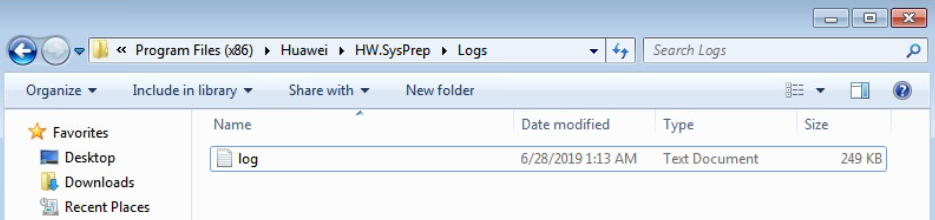 « Program Files (x86) Huawei HW.SysPrep Logs Search Logs
Organize Include in library Share with New folder
Favorites Name Date modified Type Size
Desktop log 6/28/2019 1:13 AM Text Document 249 KB
Downloads
Recent Places